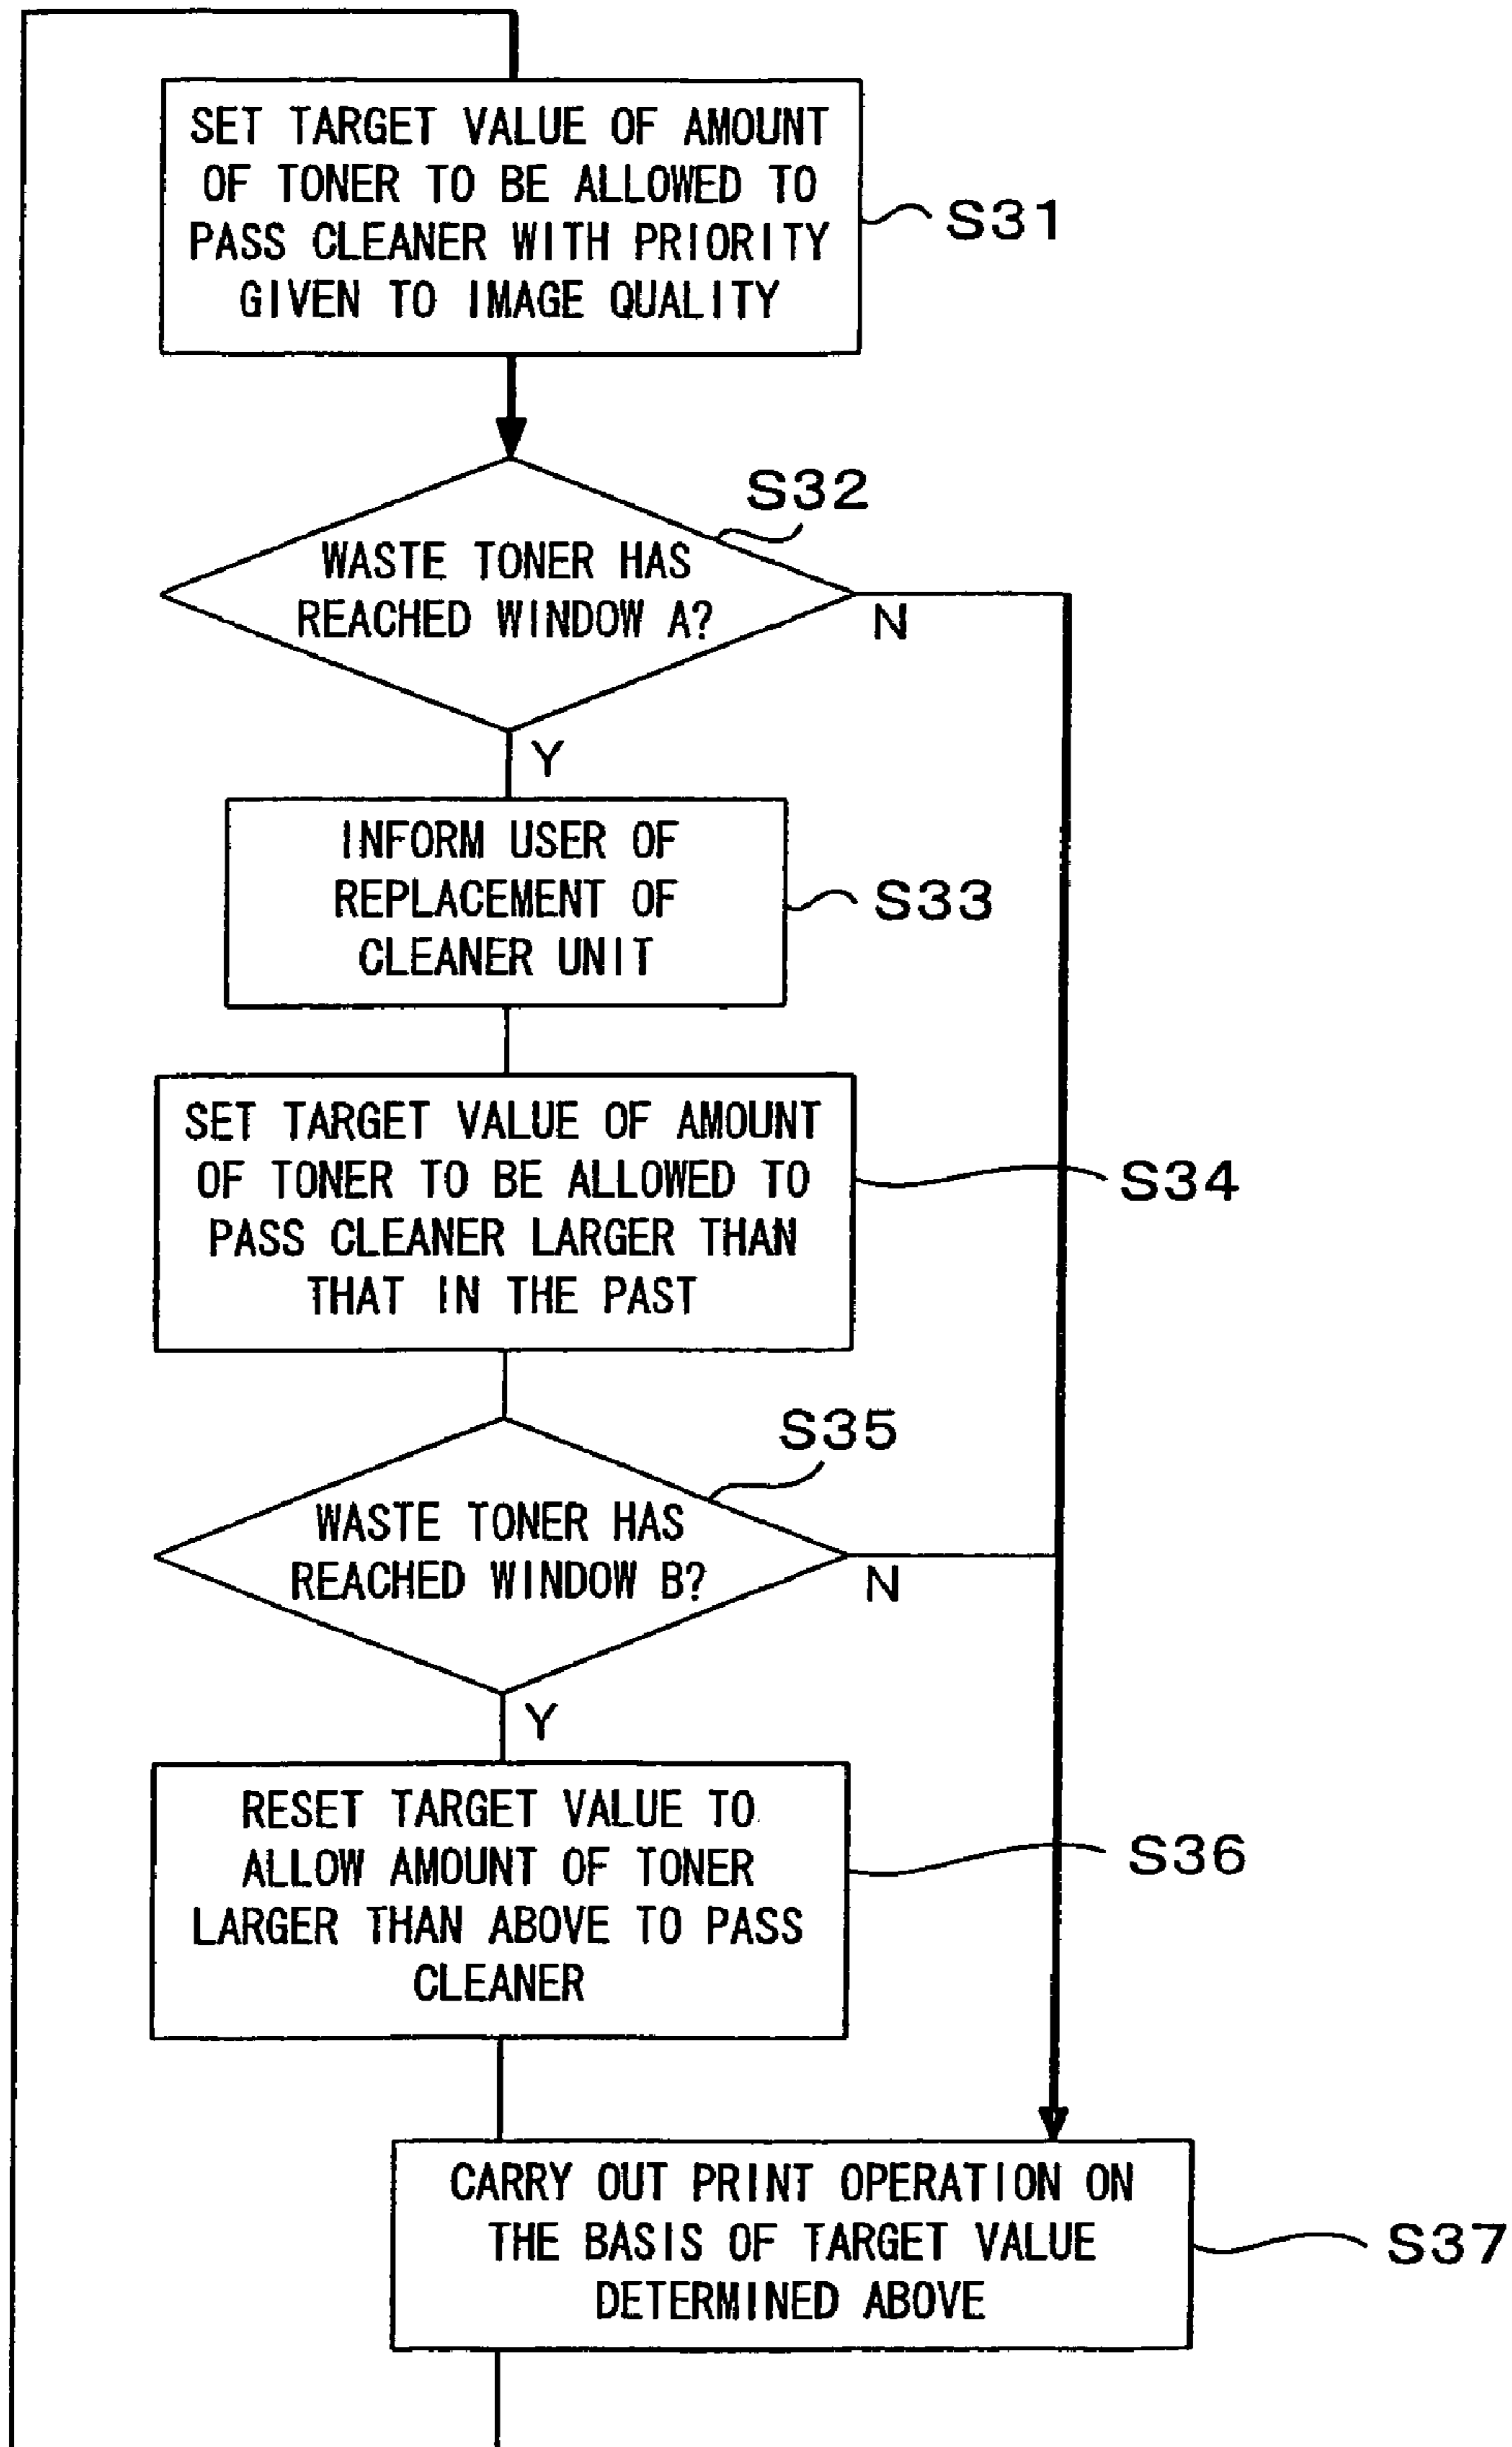 SET TARGET VALUE OF AMOUNT
OF TONER TO BE ALLOWED TO
PASS CLEANER WITH PRIORITY
GIVEN TO IMAGE QUALITY
S31
S32
WASTE TONER HAS
REACHED WINDOW A?
N
Y
INFORM USER OF
REPLACEMENT OF
CLEANER UNIT
S33
SET TARGET VALUE OF AMOUNT
OF TONER TO BE ALLOWED TO
PASS CLEANER LARGER THAN
THAT IN THE PAST
S34
S35
WASTE TONER HAS
REACHED WINDOW B?
N
Y
RESET TARGET VALUE TO
ALLOW AMOUNT OF TONER
LARGER THAN ABOVE TO PASS
CLEANER
S36
CARRY OUT PRINT OPERATION ON
THE BASIS OF TARGET VALUE
DETERMINED ABOVE
S37